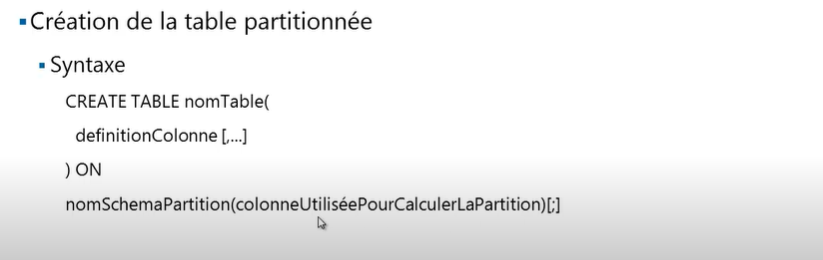 ▪Création de la table partitionnée
▪Syntaxe
CREATE TABLE nomTable(
definitionColonne [,...]
) ON
nomSchemaPartition(colonneUtiliséePourCalculerLaPartition)[;]